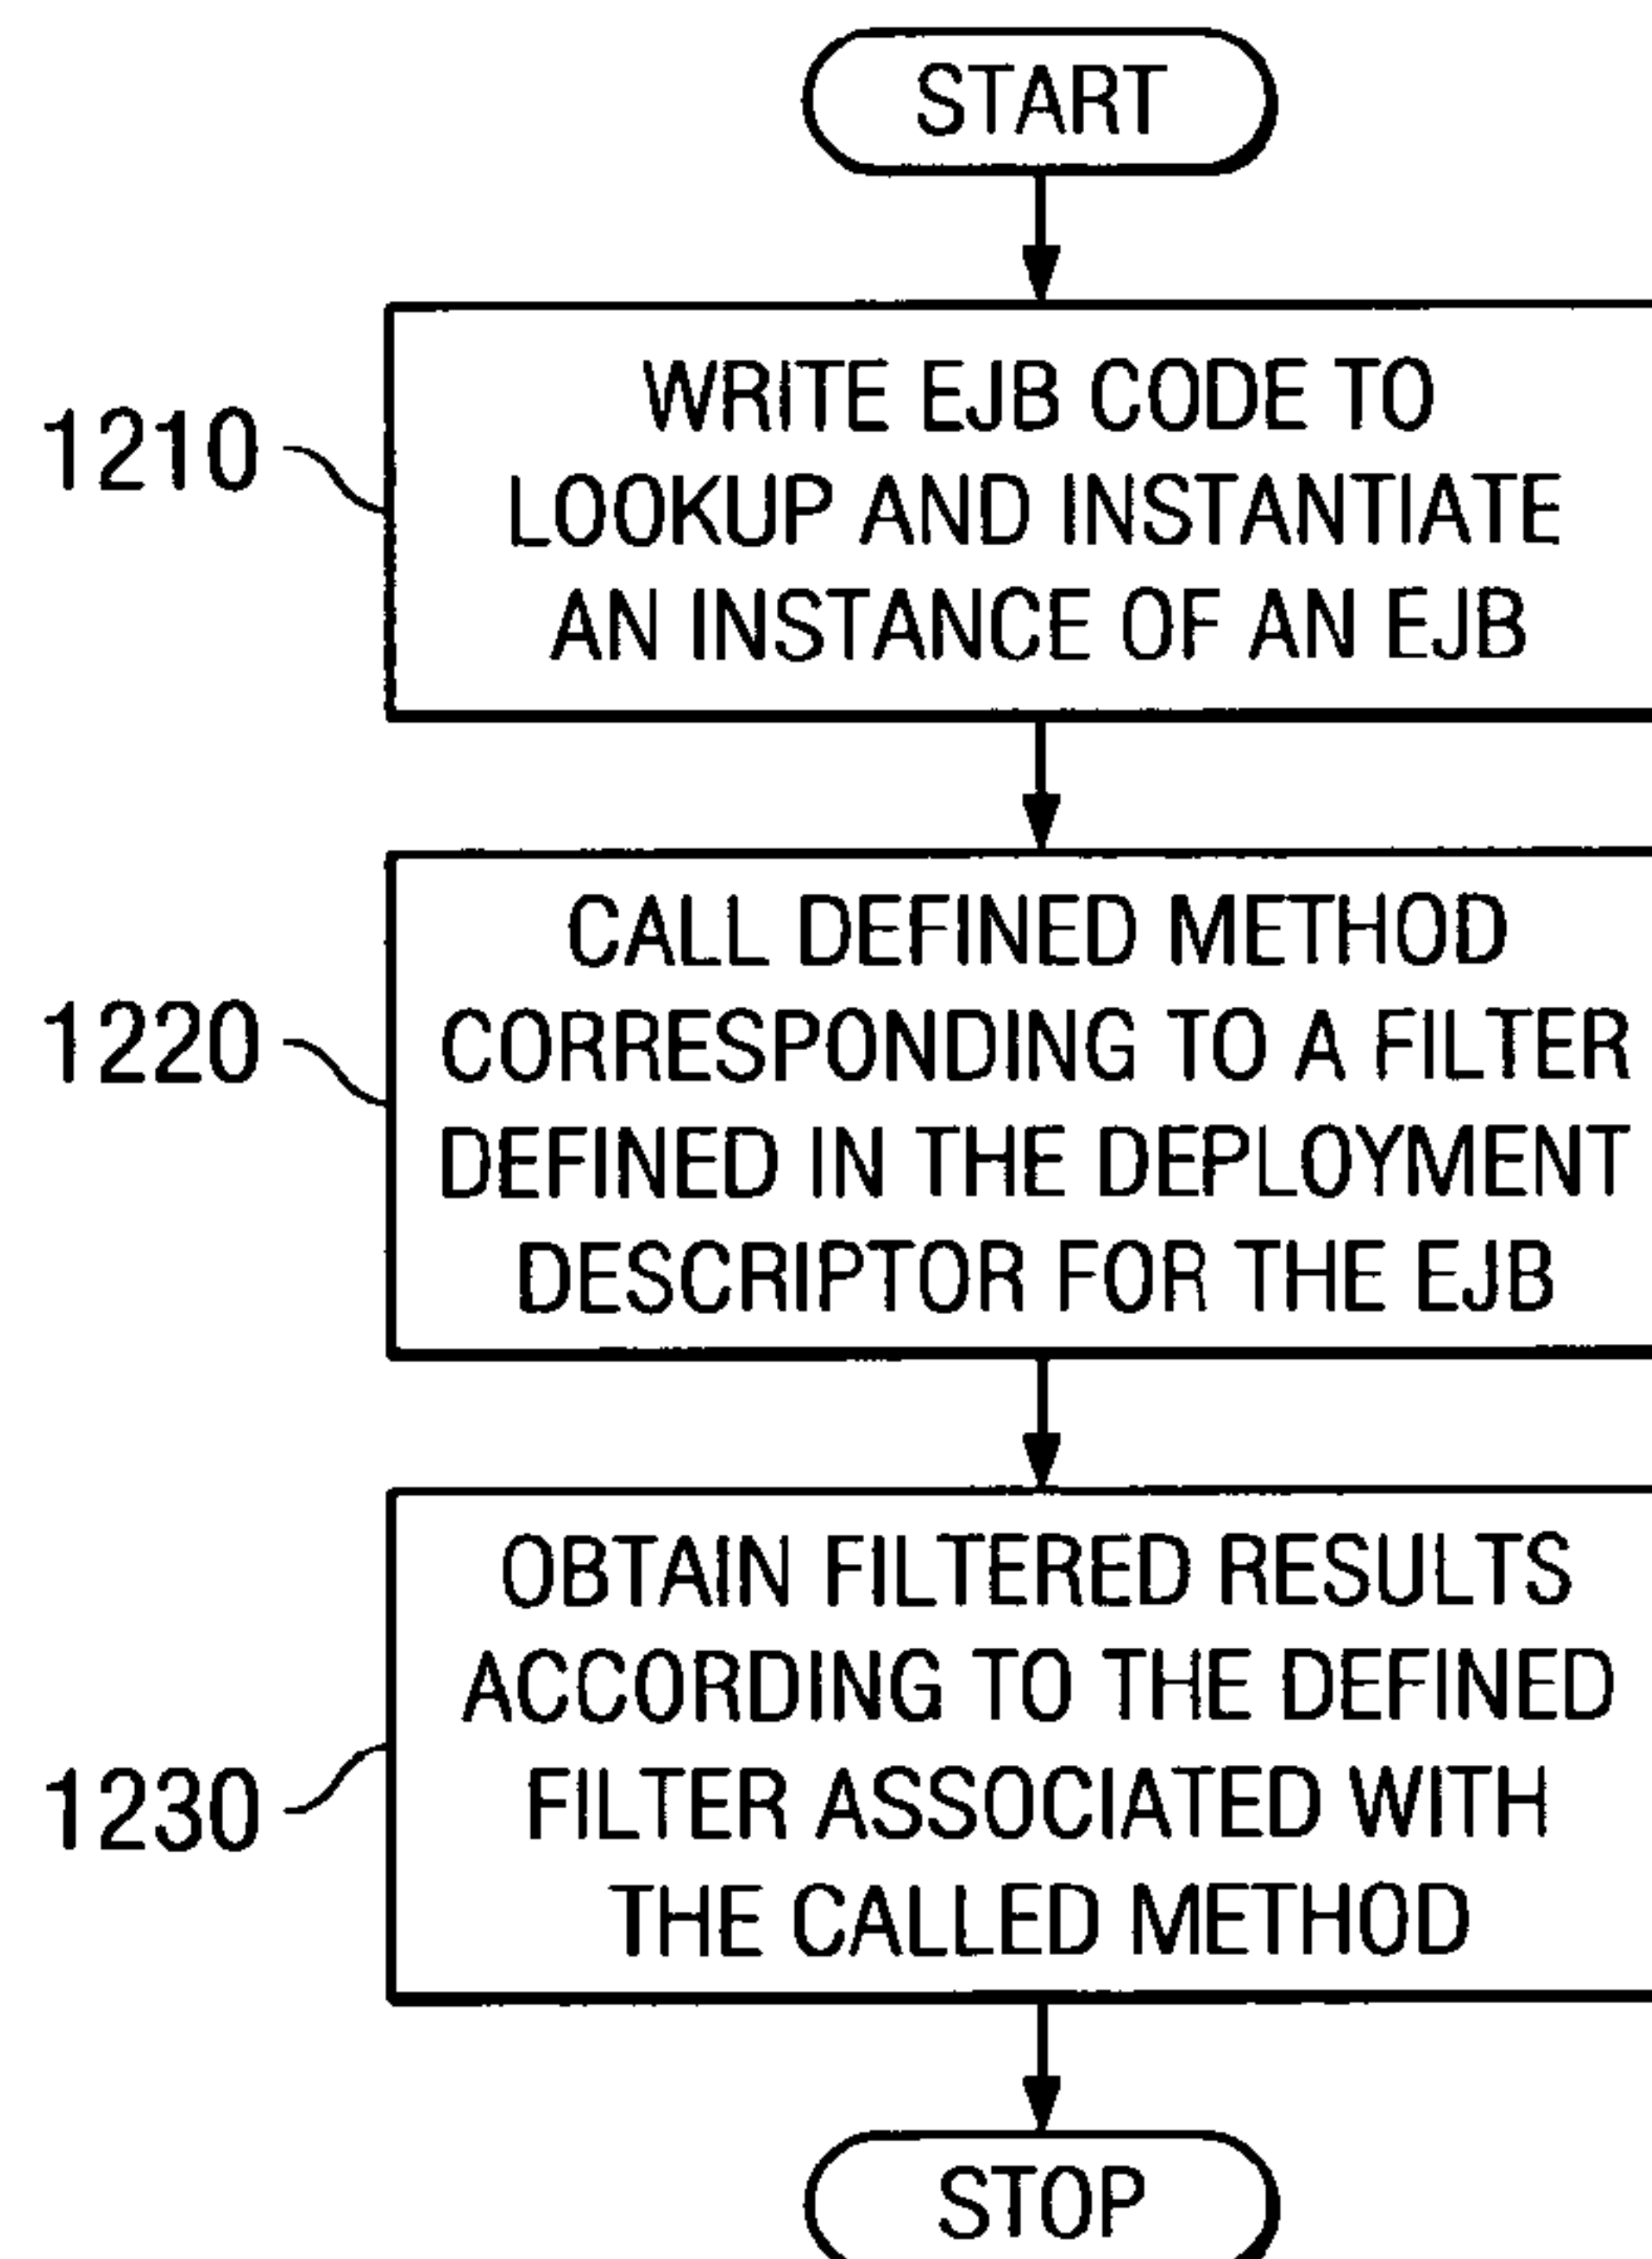 START
1210
WRITE EJB CODE TO
LOOKUP AND INSTANTIATE
AN INSTANCE OF AN EJB
1220
CALL DEFINED METHOD
CORRESPONDING TO A FILTER
DEFINED IN THE DEPLOYMENT
DESCRIPTOR FOR THE EJB
1230
OBTAIN FILTERED RESULTS
ACCORDING TO THE DEFINED
FILTER ASSOCIATED WITH
THE CALLED METHOD
STOP